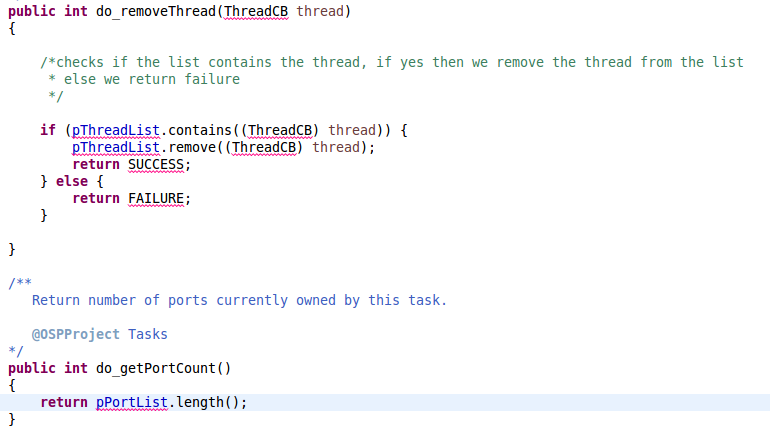 public int do_removeThread(ThreadCB thread)
{
/*checks if the list contains the thread, if yes then we remove the thread from the list
* else we return failure
*/
if (pThreadList.contains((ThreadCB) thread)) {
pThreadList.remove((ThreadCB) thread);
return SUCCESS;
} else {
return FAILURE;
}
}
/**
Return number of ports currently owned by this task.
@OSPProject Tasks
*/
public int do_getPortCount()
{
return pPortList.length();
}